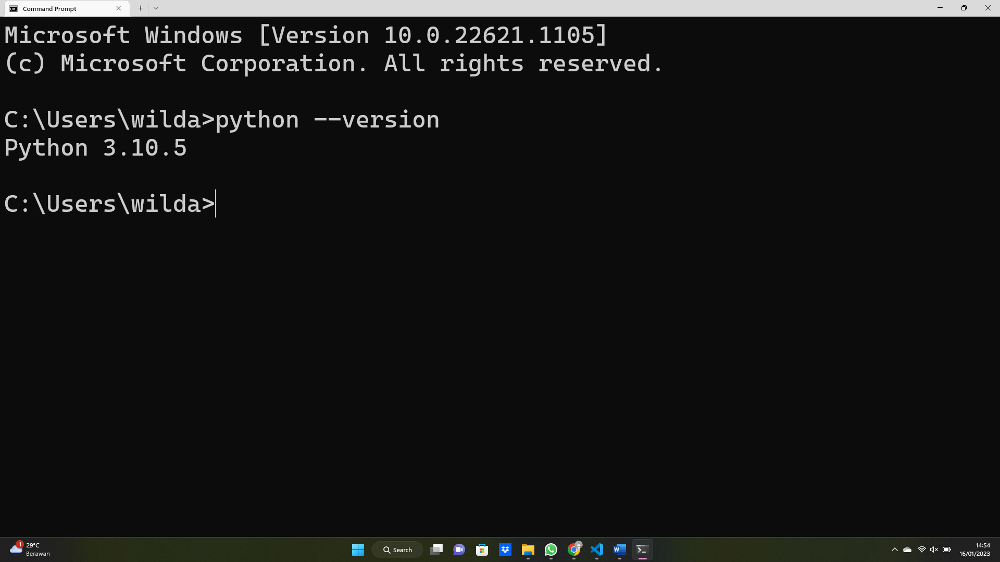 Command Prompt
Microsoft Windows [Version 10.0.22621.1105]
(c) Microsoft Corporation. All rights reserved.
C:\Users\wilda>python --version
Python 3.10.5
C:\Users\wilda>
1
29°C
Berawan
Search
14:54
16/01/2023